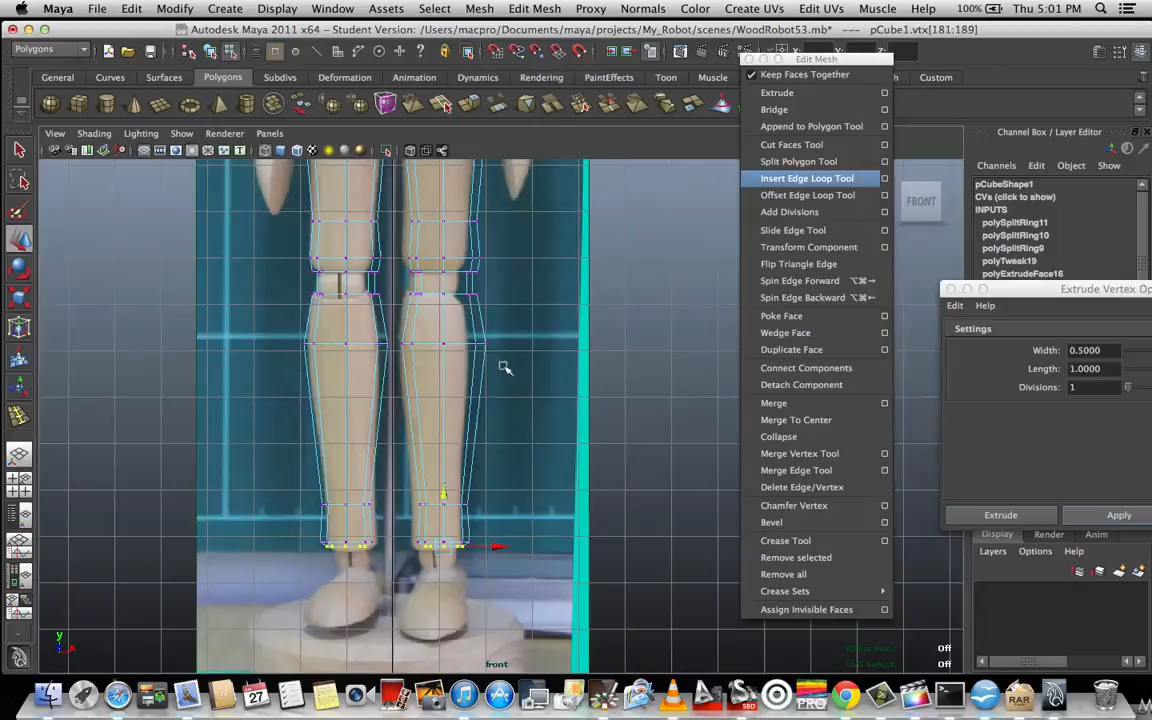 Maya File Edit Modify Create Display Window Assets Select Mesh Edit Mesh Proxy Normals Color Create UVs Edit UVs Muscle Help 100% Thu 5:01 PM
Autodesk Maya 2011 x64 - Student Version: /Users/macpro/Documents/maya/projects/My_Robot/scenes/WoodRobot53.mb* --- pCube1.vtx[181:189]
Polygons
General Curves Surfaces Polygons Subdivs Deformation Animation Dynamics Rendering PaintEffects Toon Muscle Custom
View Shading Lighting Show Renderer Panels
FRONT
Edit Mesh
Keep Faces Together
Extrude
Bridge
Append to Polygon Tool
Cut Faces Tool
Split Polygon Tool
Insert Edge Loop Tool
Offset Edge Loop Tool
Add Divisions
Slide Edge Tool
Transform Component
Flip Triangle Edge
Spin Edge Forward ⌥⌘→
Spin Edge Backward ⌥⌘←
Poke Face
Wedge Face
Duplicate Face
Connect Components
Detach Component
Merge
Merge To Center
Collapse
Merge Vertex Tool
Merge Edge Tool
Delete Edge/Vertex
Chamfer Vertex
Bevel
Crease Tool
Remove selected
Remove all
Crease Sets
Assign Invisible Faces
Channel Box / Layer Editor
Channels Edit Object Show
pCubeShape1
CVs (click to show)
INPUTS
polySplitRing11
polySplitRing10
polySplitRing9
polyTweak19
polyExtrudeFace16
Extrude Vertex Op
Edit Help
Settings
Width: 0.5000
Length: 1.0000
Divisions: 1
Extrude Apply
Display Render Anim
Layers Options Help
Off
Off
y
x
front
27
PRO
SBD
RAR